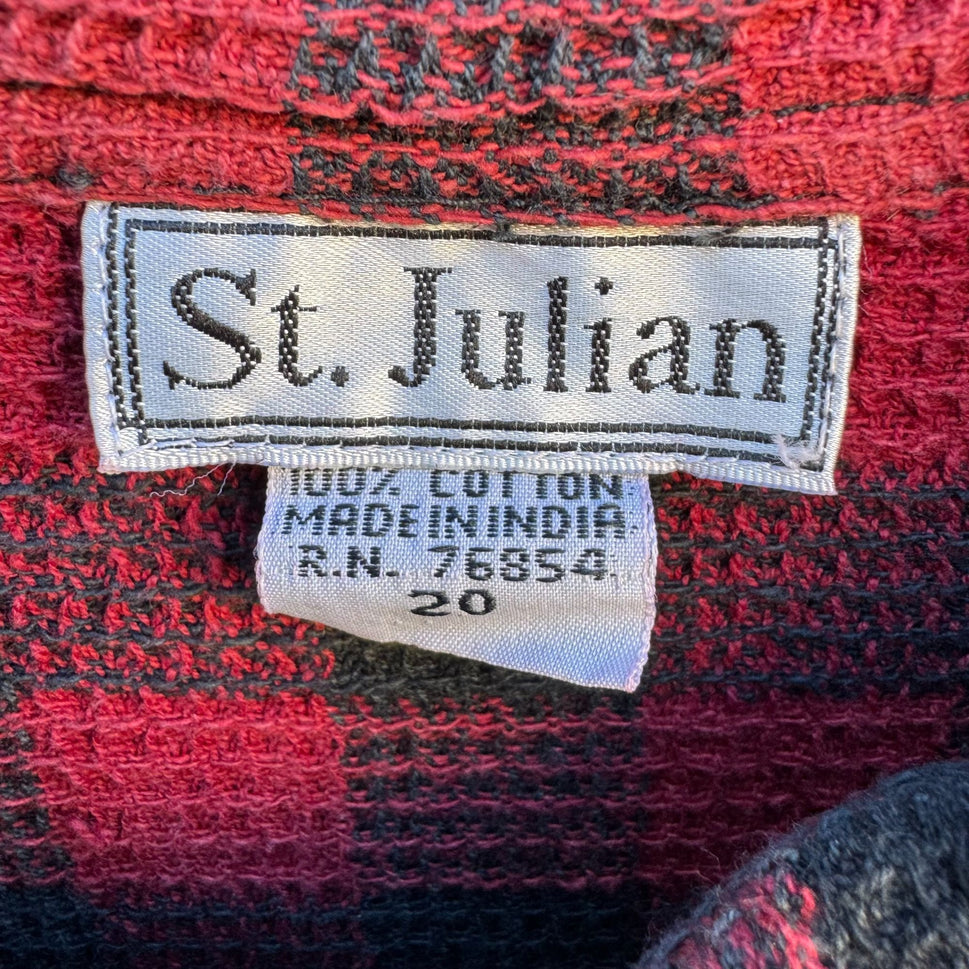 St. Julian
100% COTTON
MADE IN INDIA
R.N. 76854
20